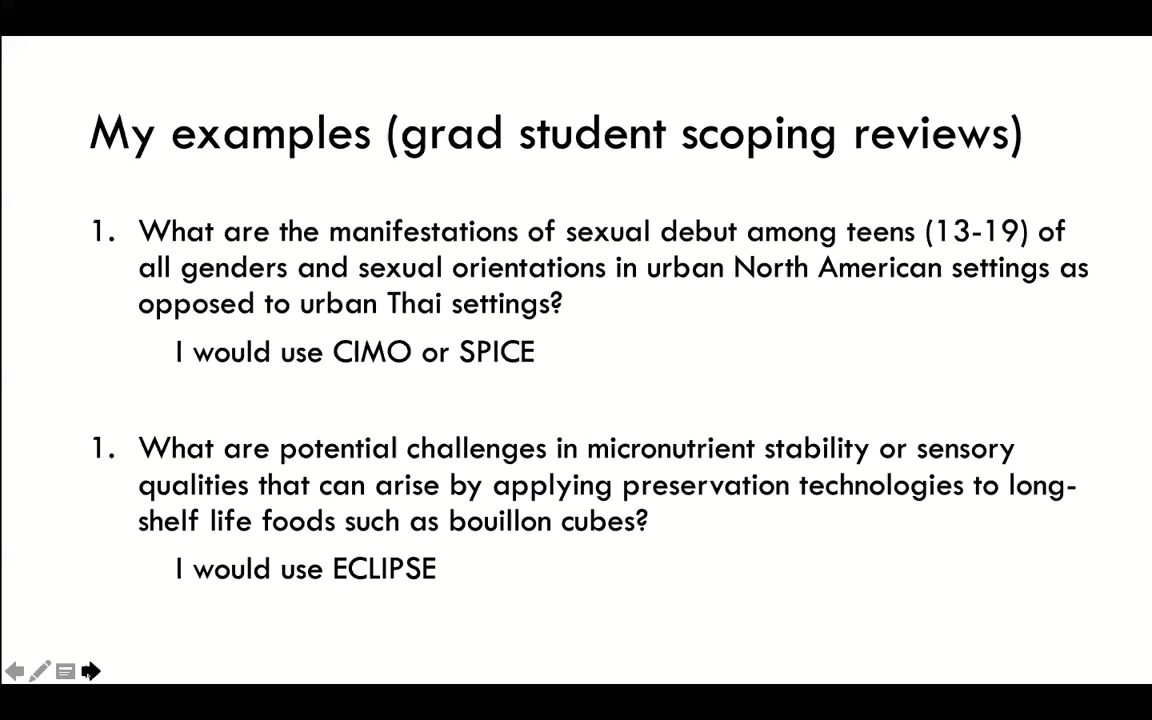 My examples (grad student scoping reviews)
1. What are the manifestations of sexual debut among teens (13-19) of
all genders and sexual orientations in urban North American settings as
opposed to urban Thai settings?
I would use CIMO or SPICE
1. What are potential challenges in micronutrient stability or sensory
qualities that can arise by applying preservation technologies to long-
shelf life foods such as bouillon cubes?
I would use ECLIPSE